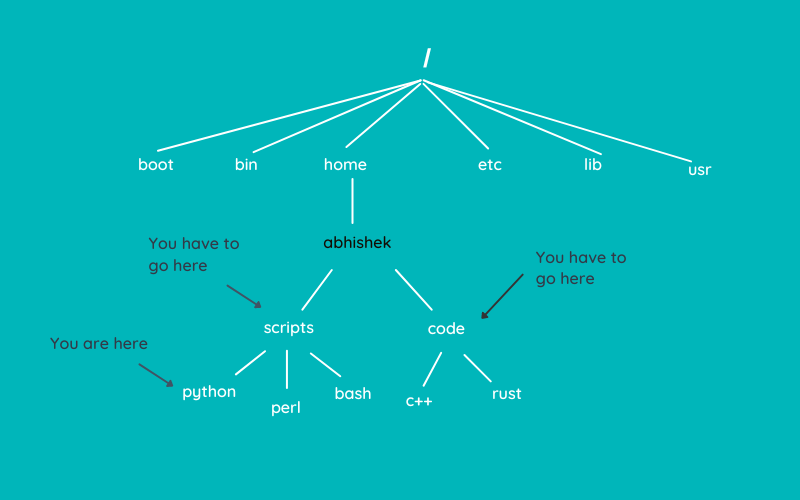 /
boot bin home etc lib usr
abhishek
You have to
go here
You have to
go here
scripts code
You are here
python perl bash c++ rust